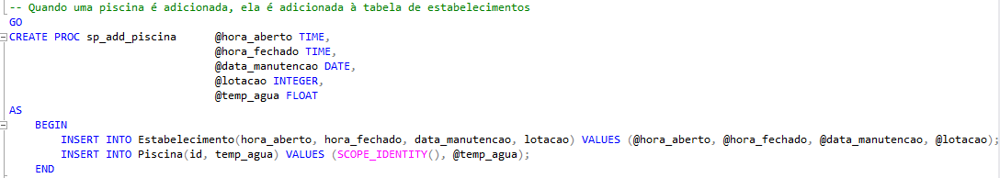 -- Quando uma piscina é adicionada, ela é adicionada à tabela de estabelecimentos
GO
CREATE PROC sp_add_piscina @hora_aberto TIME,
@hora_fechado TIME,
@data_manutencao DATE,
@lotacao INTEGER,
@temp_agua FLOAT
AS
BEGIN
INSERT INTO Estabelecimento(hora_aberto, hora_fechado, data_manutencao, lotacao) VALUES (@hora_aberto, @hora_fechado, @data_manutencao, @lotacao);
INSERT INTO Piscina(id, temp_agua) VALUES (SCOPE_IDENTITY(), @temp_agua);
END